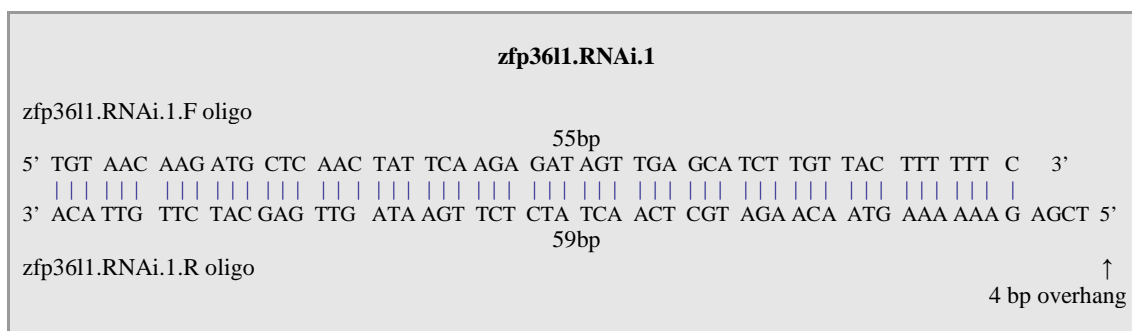 zfp36l1.RNAi.1
zfp36l1.RNAi.1.F oligo
55bp
5’ TGT AAC AAG ATG CTC AAC TAT TCA AGA GAT AGT TGA GCA TCT TGT TAC TTT TTT C 3’
| | | | | | | | | | | | | | | | | | | | | | | | | | | | | | | | | | | | | | | | | | | | | | | | | | | | | | |
3’ ACA TTG TTC TAC GAG TTG ATA AGT TCT CTA TCA ACT CGT AGA ACA ATG AAA AAA G AGCT 5’
59bp
zfp36l1.RNAi.1.R oligo ↑
4 bp overhang